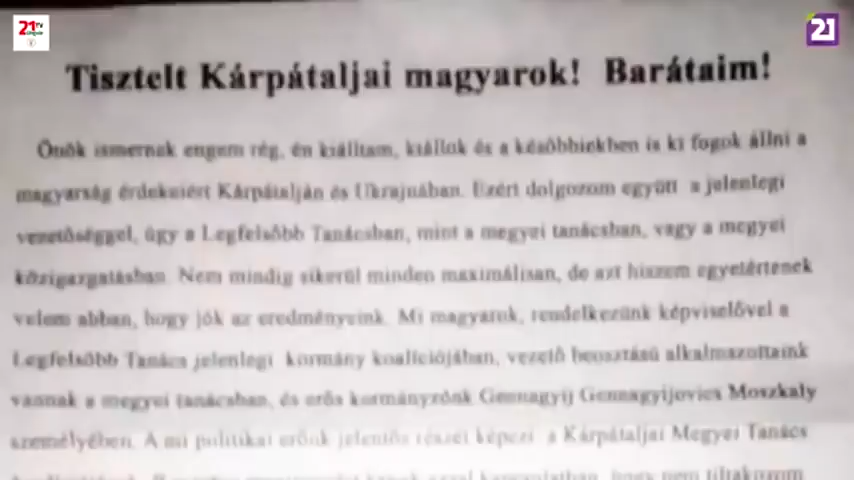 21 TV
21
Tisztelt Kárpátaljai magyarok! Barátaim!
Önök ismernek engem rég, én kiálltam, kiállok és a későbbiekben is ki fogok állni a
magyarság érdekeiért Kárpátalján és Ukrajnában. Ezért dolgozom együtt a jelenlegi
vezetőséggel, úgy a Legfelsőbb Tanácsban, mint a megyei tanácsban, vagy a megyei
közigazgatásban. Nem mindig sikerül minden maximálisan, de azt hiszem egyetértenek
velem abban, hogy jók az eredményeink. Mi magyarok, rendelkezünk képviselővel a
Legfelsőbb Tanács jelenlegi kormány koalíciójában, vezető beosztású alkalmazottaink
vannak a megyei tanácsban, és erős kormányzónk Gennagyij Gennagyijovics Moszkaly
személyében. A mi politikai erőnk jelentős részét képezi a Kárpátaljai Megyei Tanács
hogy nem tiltakozom